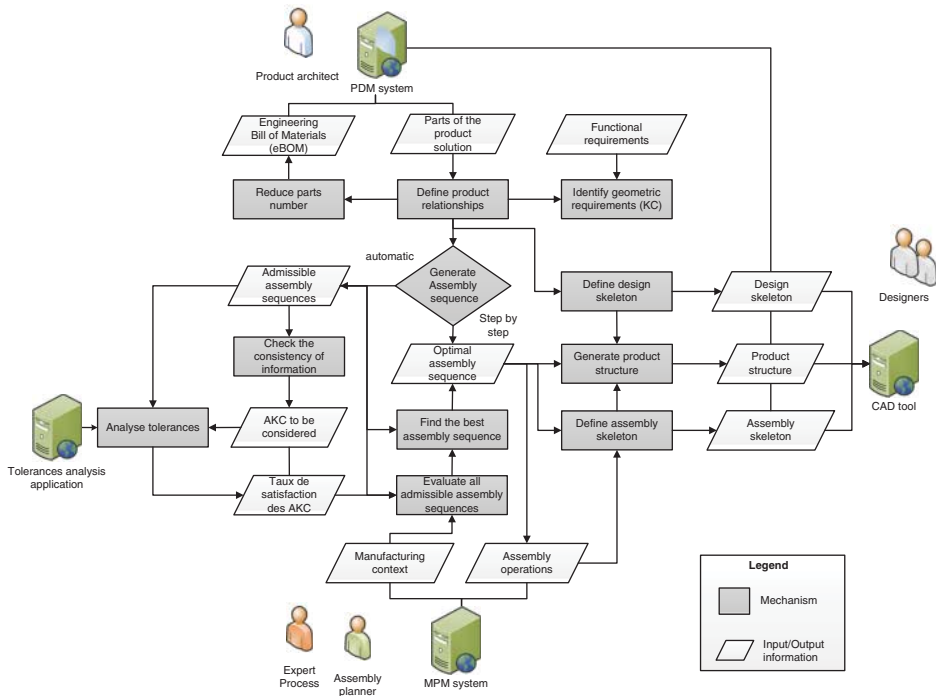 Product architect
PDM system
Engineering
Bill of Materials
(eBOM)
Parts of the
product
solution
Functional
requirements
Reduce parts
number
Define product
relationships
Identify geometric
requirements (KC)
automatic
Generate
Assembly
sequence
Step by
step
Admissible
assembly
sequences
Define design
skeleton
Design
skeleton
Designers
Check the
consistency of
information
Optimal
assembly
sequence
Generate product
structure
Product
structure
CAD tool
Analyse tolerances
AKC to be
considered
Find the best
assembly sequence
Define assembly
skeleton
Assembly
skeleton
Tolerances analysis
application
Taux de
satisfaction
des AKC
Evaluate all
admissible assembly
sequences
Manufacturing
context
Assembly
operations
Legend
Mechanism
Input/Output
information
Expert
Process
Assembly
planner
MPM system